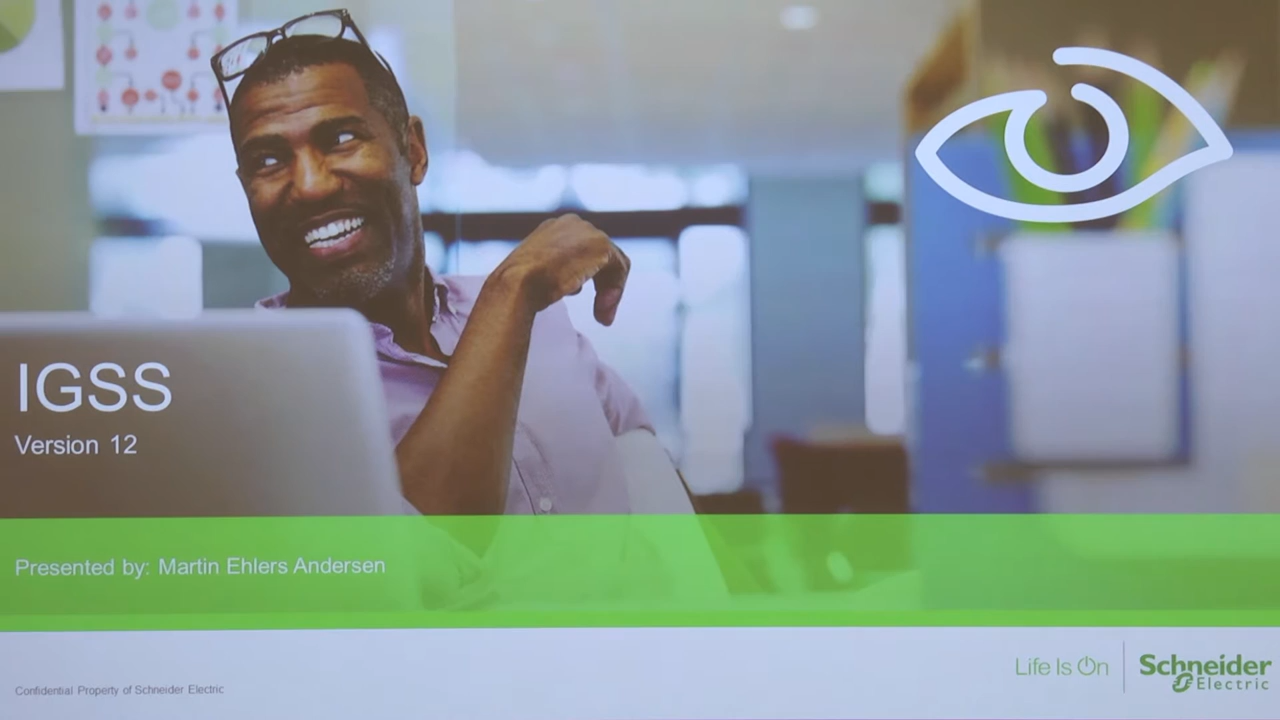 IGSS
Version 12
Presented by: Martin Ehlers Andersen
Confidential Property of Schneider Electric
Life Is On
Schneider
Electric